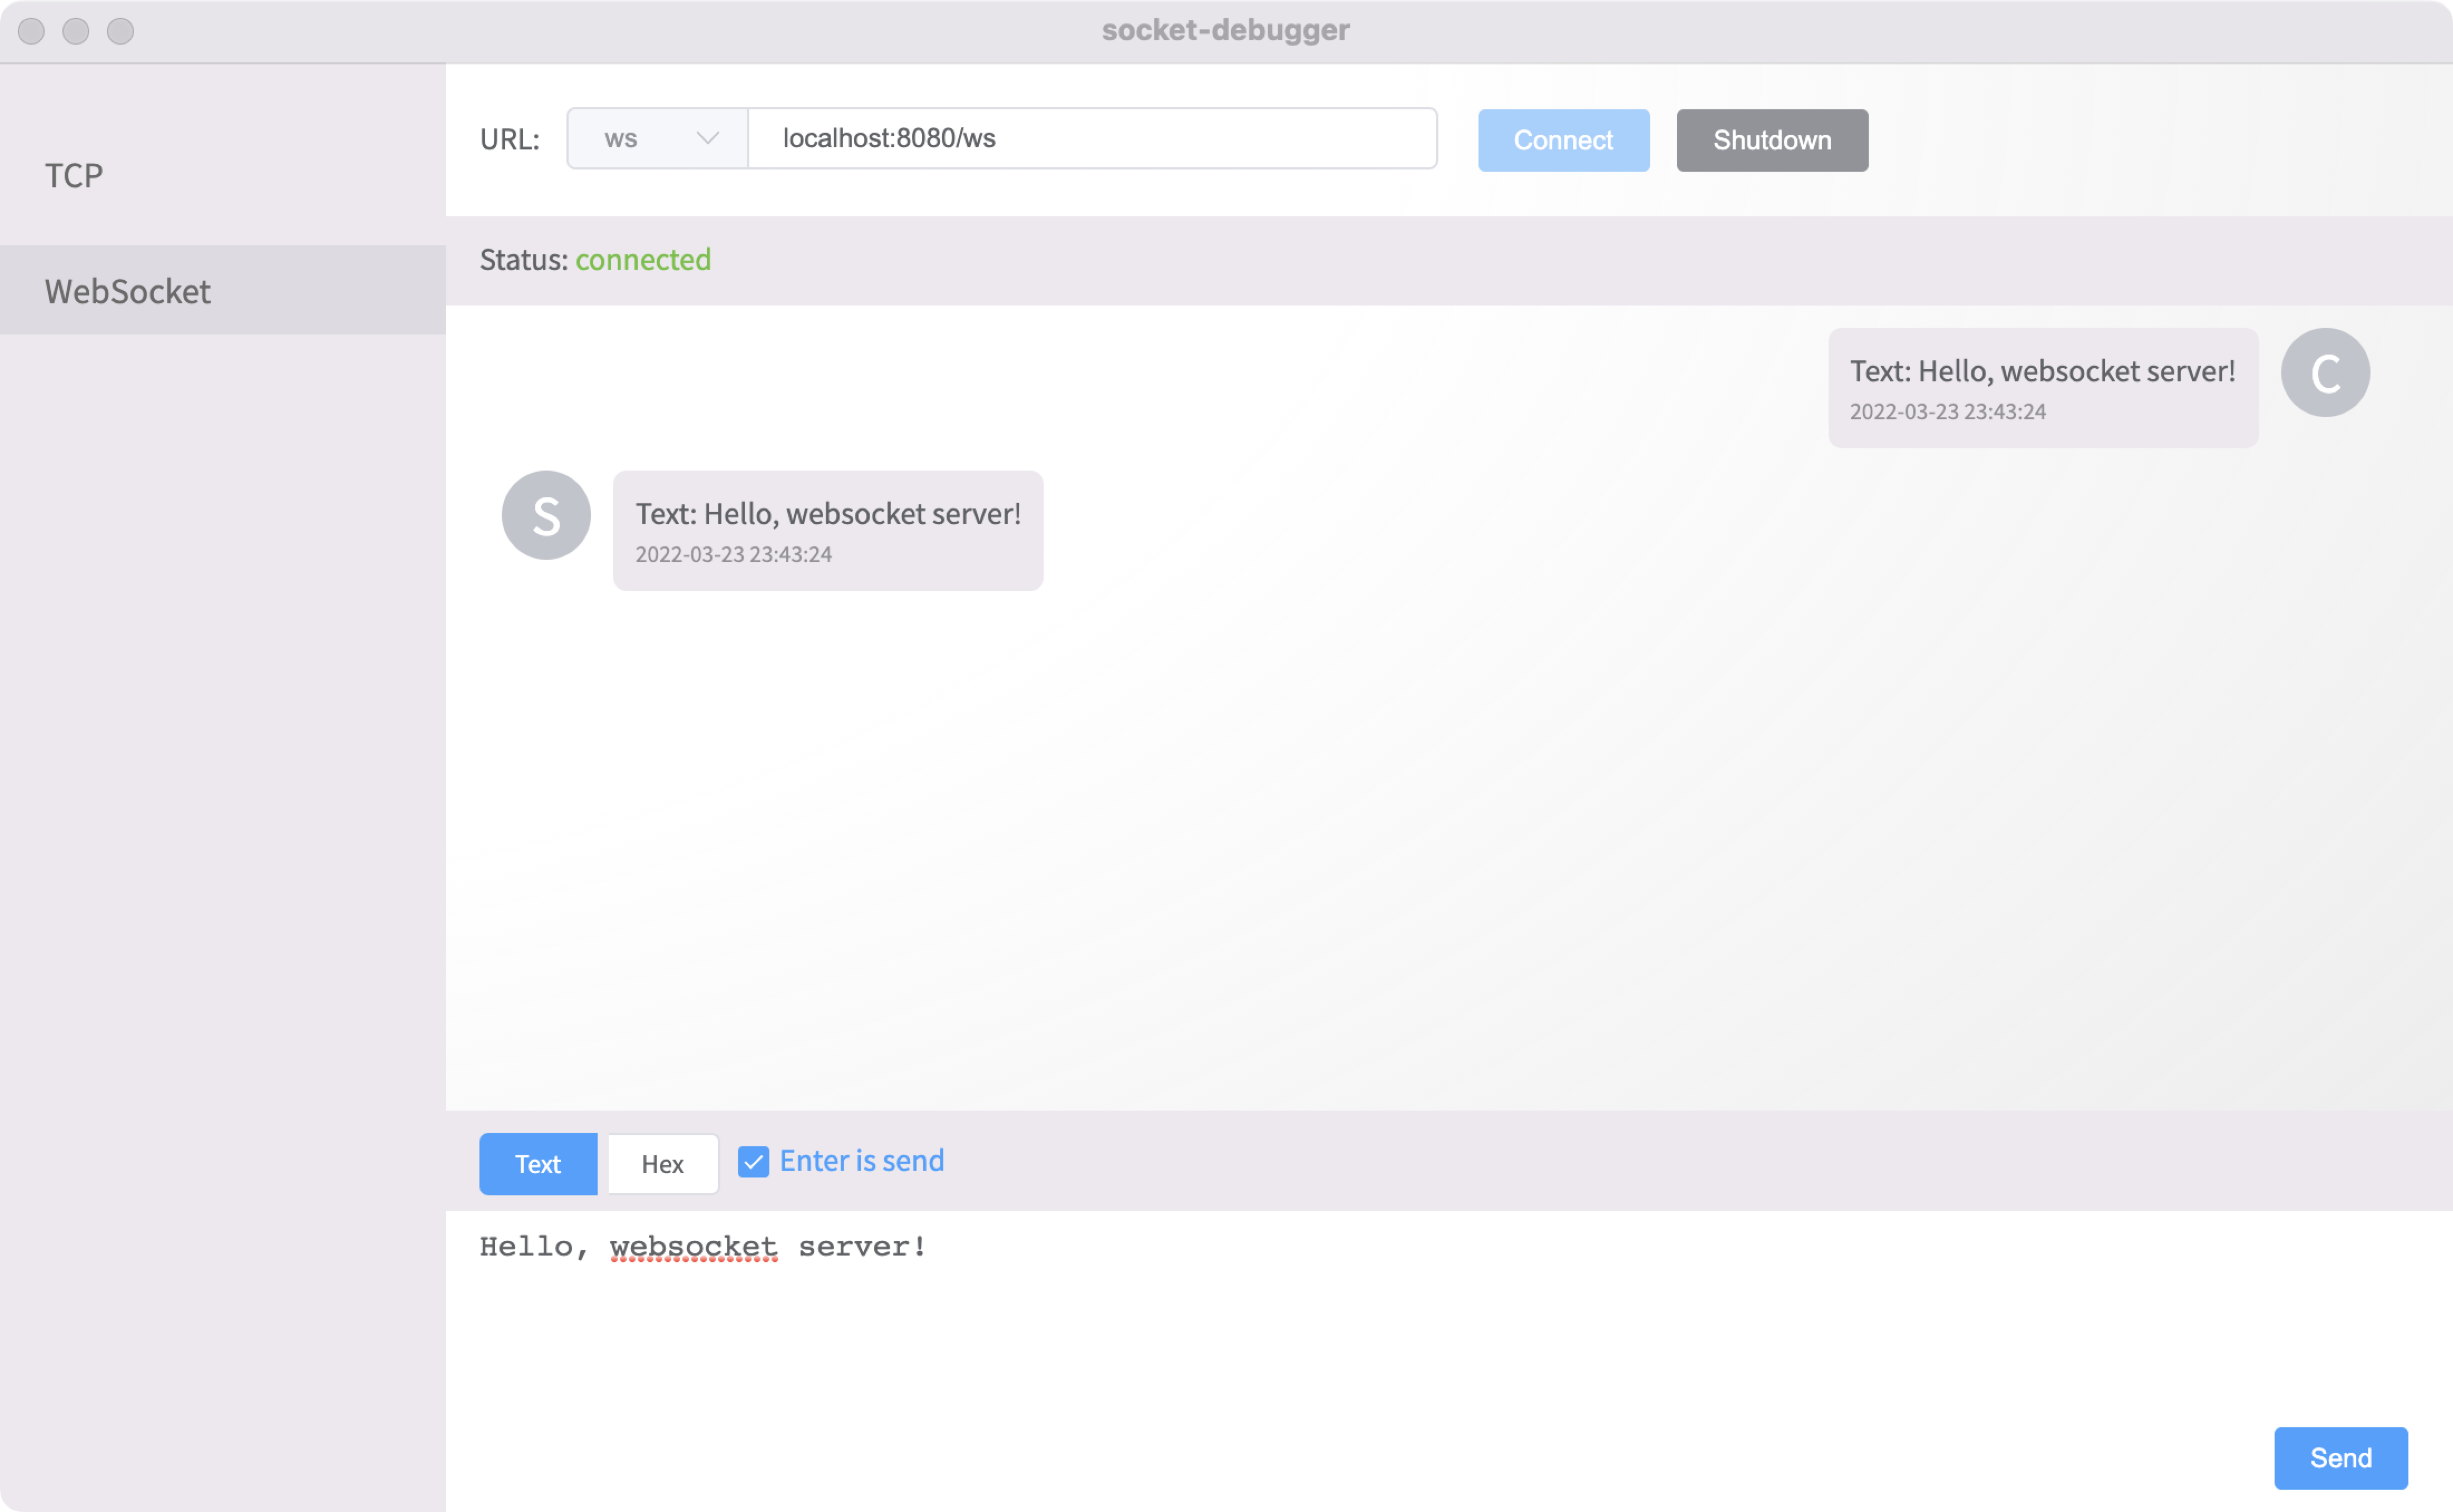 socket-debugger
TCP
WebSocket
URL: ws localhost:8080/ws Connect Shutdown
Status: connected
Text: Hello, websocket server!
2022-03-23 23:43:24
C
S
Text: Hello, websocket server!
2022-03-23 23:43:24
Text Hex Enter is send
Hello, websocket server!
Send